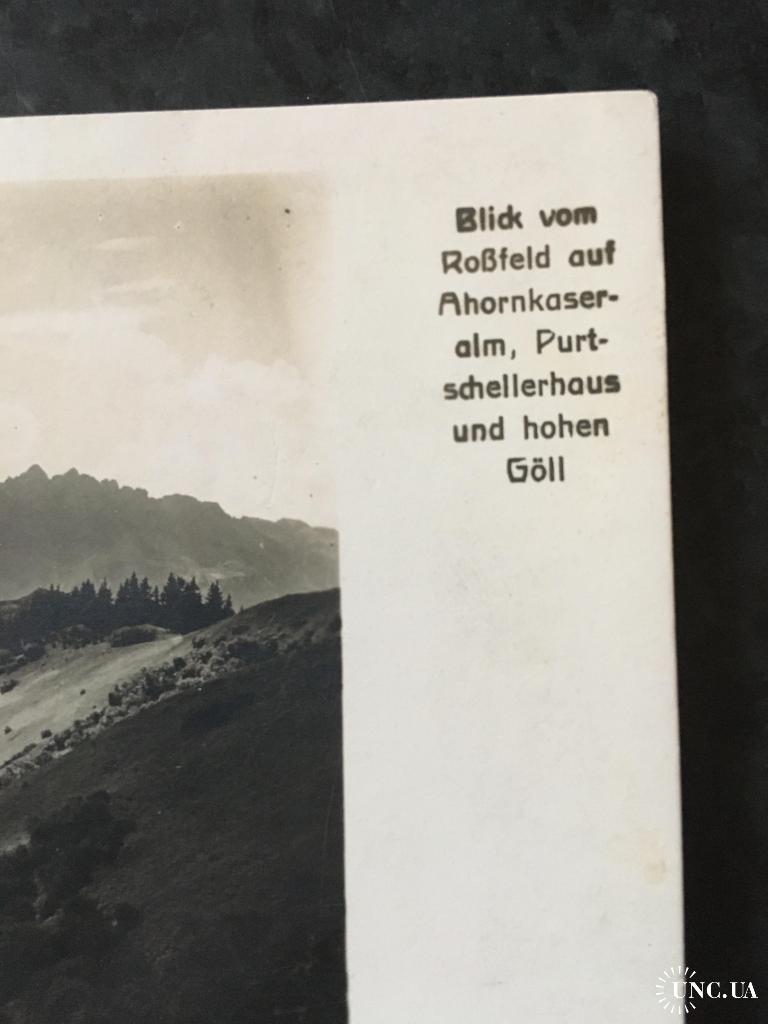 Blick vom
Roßfeld auf
Ahornkaser-
alm, Purt-
schellerhaus
und hohen
Göll
UNC.UA